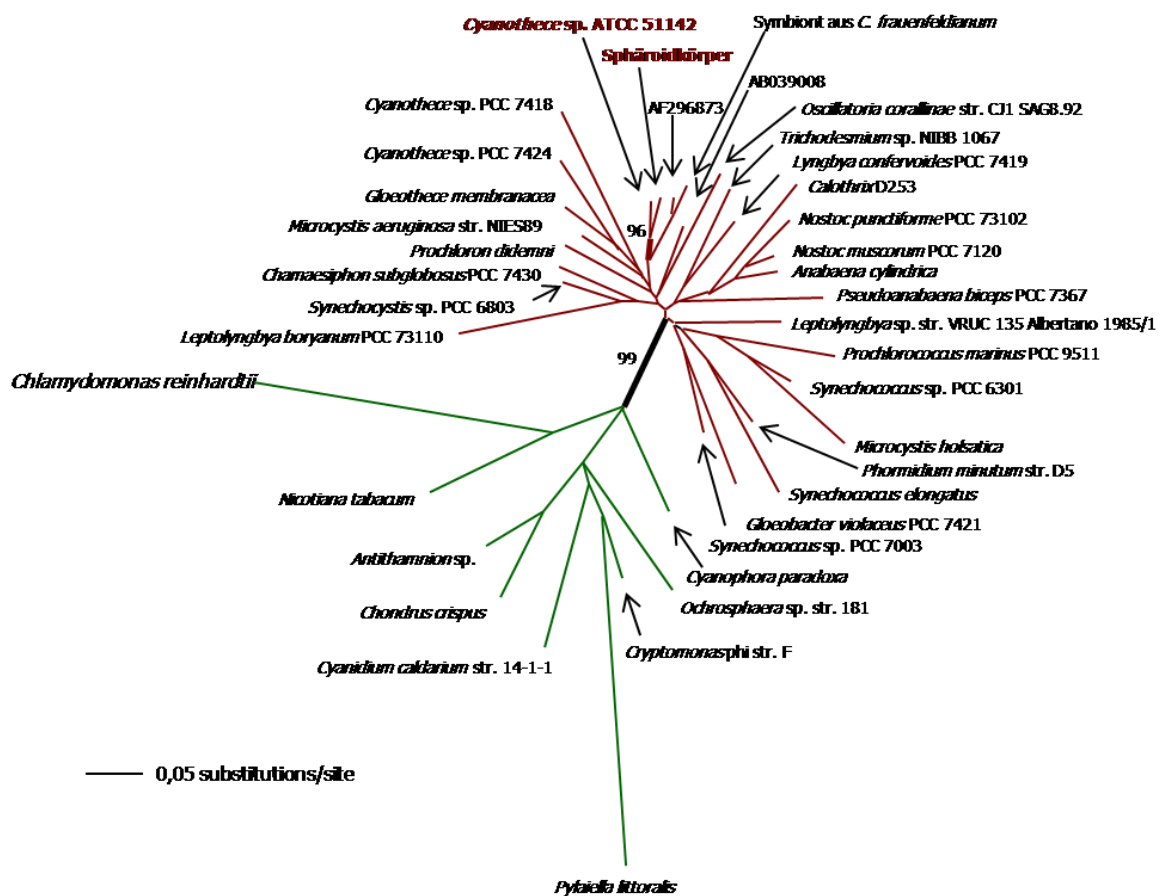 Cyanothece sp. ATCC 51142
Symbiont aus C. frauenfeldianum
Sphäroidkörper
AB039008
Cyanothece sp. PCC 7418
AF296873
Oscillatoria corallinae str. CJ1 SAG8.92
Trichodesmium sp. NIBB 1067
Cyanothece sp. PCC 7424
Lyngbya confervoides PCC 7419
Calothrix D253
Gloeothece membranacea
Nostoc punctiforme PCC 73102
Microcystis aeruginosa str. NIES89
96
Prochloron didemni
Nostoc muscorum PCC 7120
Chamaesiphon subglobosus PCC 7430
Anabaena cylindrica
Pseudoanabaena biceps PCC 7367
Synechocystis sp. PCC 6803
Leptolyngbya sp. str. VRUC 135 Albertano 1985/1
Leptolyngbya boryanum PCC 73110
99
Prochlorococcus marinus PCC 9511
Chlamydomonas reinhardtii
Synechococcus sp. PCC 6301
Microcystis holsatica
Phormidium minutum str. D5
Nicotiana tabacum
Synechococcus elongatus
Gloeobacter violaceus PCC 7421
Synechococcus sp. PCC 7003
Antithamnion sp.
Cyanophora paradoxa
Chondrus crispus
Ochrosphaera sp. str. 181
Cryptomonas phi str. F
Cyanidium caldarium str. 14-1-1
0,05 substitutions/site
Pylaiella littoralis